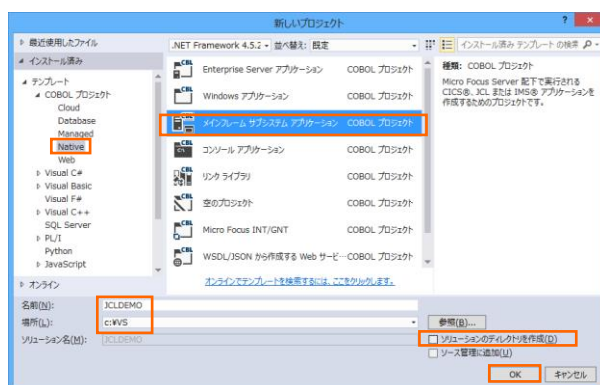 新しいプロジェクト
? ×
最近使用したファイル
.NET Framework 4.5.2 並べ替え: 既定
インストール済み テンプレート の検索
インストール済み
テンプレート
COBOL プロジェクト
Cloud
Database
Managed
Native
Web
Visual C#
Visual Basic
Visual F#
Visual C++
SQL Server
PL/I
Python
JavaScript
オンライン
Enterprise Server アプリケーション COBOL プロジェクト
Windows アプリケーション COBOL プロジェクト
メインフレーム サブシステム アプリケーション COBOL プロジェクト
コンソール アプリケーション COBOL プロジェクト
リンク ライブラリ COBOL プロジェクト
空のプロジェクト COBOL プロジェクト
Micro Focus INT/GNT COBOL プロジェクト
WSDL/JSON から作成する Web サービ… COBOL プロジェクト
オンラインでテンプレートを検索するには、ここをクリックします。
種類: COBOL プロジェクト
Micro Focus Server 配下で実行される
CICS®、JCL または IMS® アプリケーションを
作成するためのプロジェクトです。
名前(N): JCLDEMO
場所(L): c:¥VS
参照(B)...
ソリューション名(M): JCLDEMO
ソリューションのディレクトリを作成(D)
ソース管理に追加(U)
OK キャンセル